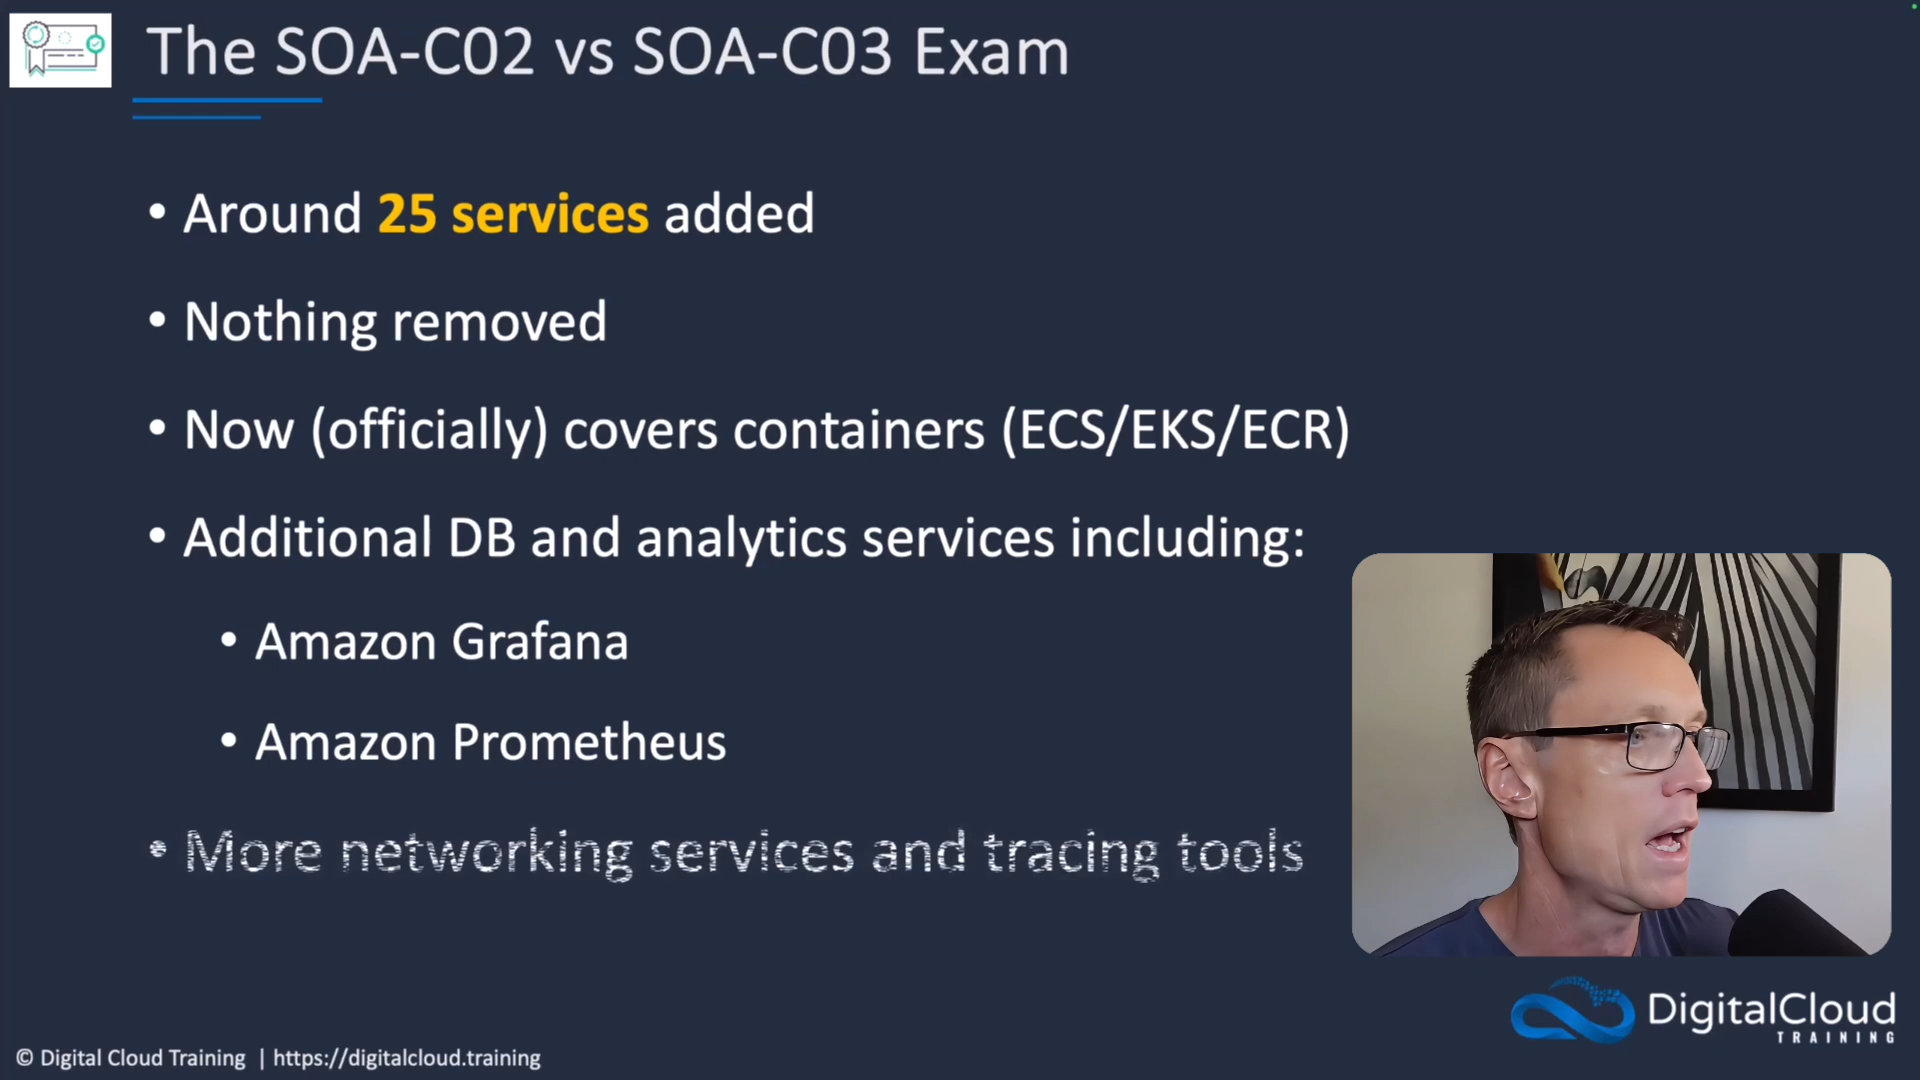 The SOA-C02 vs SOA-C03 Exam
• Around 25 services added
• Nothing removed
• Now (officially) covers containers (ECS/EKS/ECR)
• Additional DB and analytics services including:
• Amazon Grafana
• Amazon Prometheus
• More networking services and tracing tools
DigitalCloud
TRAINING
© Digital Cloud Training | https://digitalcloud.training